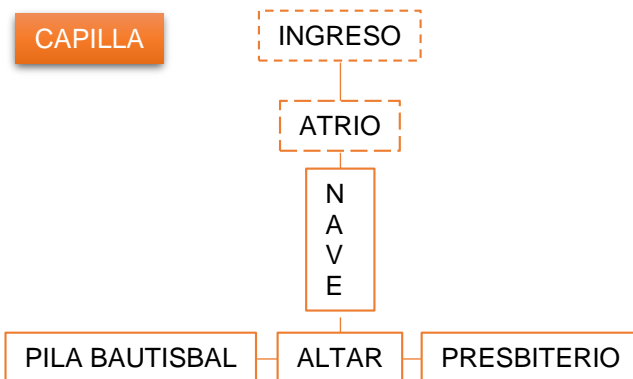 CAPILLA
INGRESO
ATRIO
N
A
V
E
PILA BAUTISBAL
ALTAR
PRESBITERIO